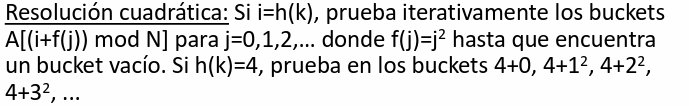 Resolución cuadrática: Si i=h(k), prueba iterativamente los buckets
A[(i+f(j)) mod N] para j=0,1,2,... donde f(j)=j² hasta que encuentra
un bucket vacío. Si h(k)=4, prueba en los buckets 4+0, 4+1², 4+2²,
4+3², ...